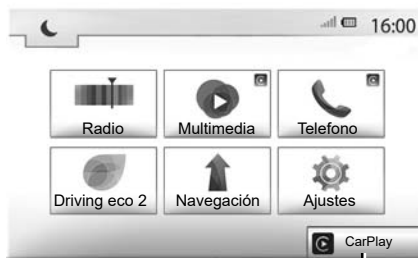 16:00
Radio
Multimedia
Telefono
Driving eco 2
Navegación
Ajustes
CarPlay